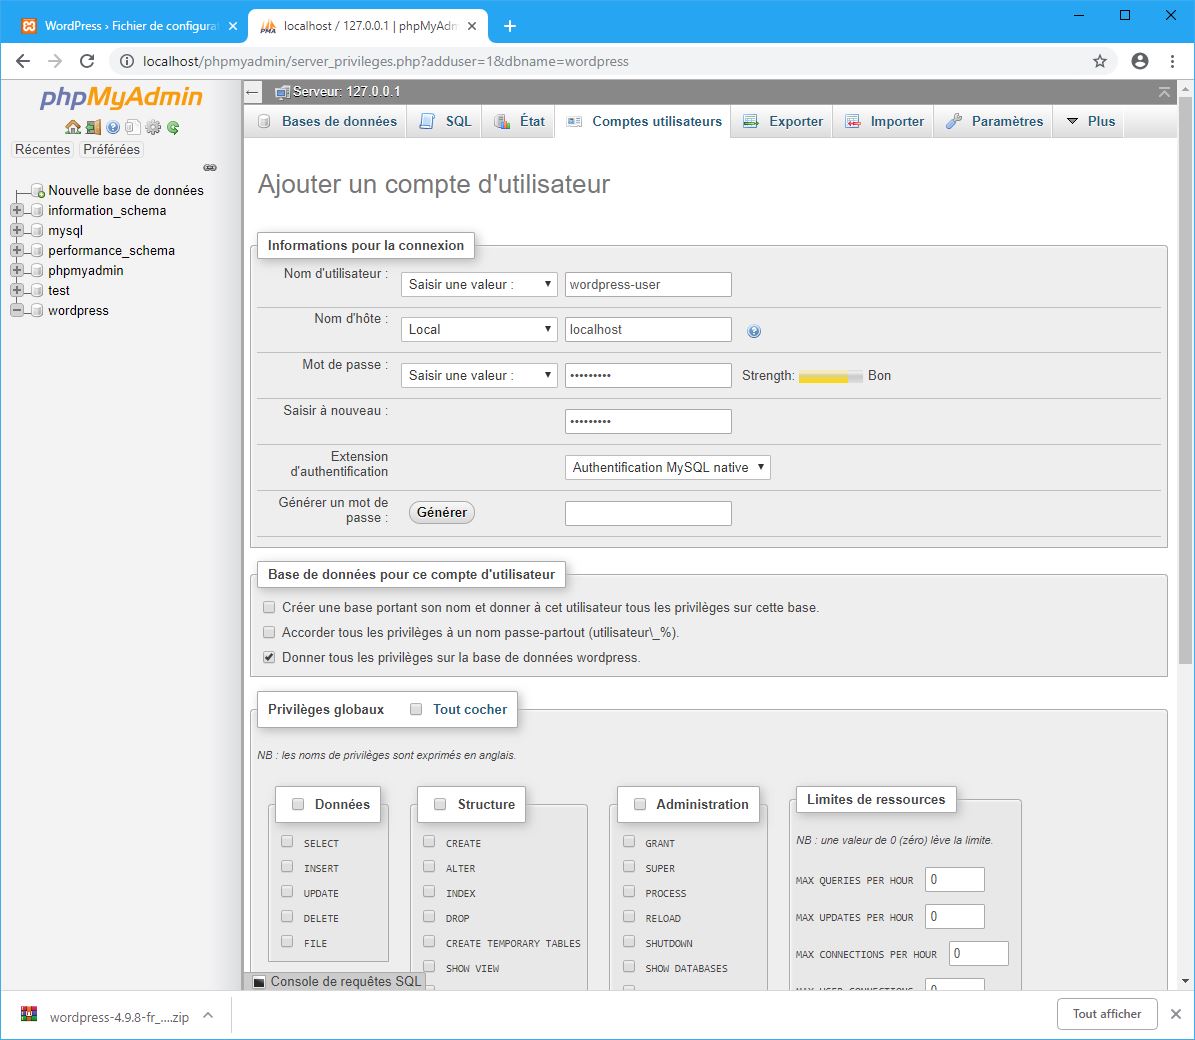 WordPress › Fichier de configura
localhost / 127.0.0.1 | phpMyAdm
localhost/phpmyadmin/server_privileges.php?adduser=1&dbname=wordpress
phpMyAdmin
Récentes
Préférées
Nouvelle base de données
information_schema
mysql
performance_schema
phpmyadmin
test
wordpress
Serveur: 127.0.0.1
Bases de données
SQL
État
Comptes utilisateurs
Exporter
Importer
Paramètres
Plus
Ajouter un compte d'utilisateur
Informations pour la connexion
Nom d'utilisateur :
Saisir une valeur :
wordpress-user
Nom d'hôte :
Local
localhost
Mot de passe :
Saisir une valeur :
•••••••••
Strength:
Bon
Saisir à nouveau :
•••••••••
Extension
d'authentification
Authentification MySQL native
Générer un mot de
passe :
Générer
Base de données pour ce compte d'utilisateur
Créer une base portant son nom et donner à cet utilisateur tous les privilèges sur cette base.
Accorder tous les privilèges à un nom passe-partout (utilisateur\_%).
Donner tous les privilèges sur la base de données wordpress.
Privilèges globaux
Tout cocher
NB : les noms de privilèges sont exprimés en anglais.
Données
SELECT
INSERT
UPDATE
DELETE
FILE
Structure
CREATE
ALTER
INDEX
DROP
CREATE TEMPORARY TABLES
SHOW VIEW
Administration
GRANT
SUPER
PROCESS
RELOAD
SHUTDOWN
SHOW DATABASES
Limites de ressources
NB : une valeur de 0 (zéro) lève la limite.
MAX QUERIES PER HOUR 0
MAX UPDATES PER HOUR 0
MAX CONNECTIONS PER HOUR 0
MAX USER_CONNECTIONS 0
Console de requêtes SQL
wordpress-4.9.8-fr_....zip
Tout afficher